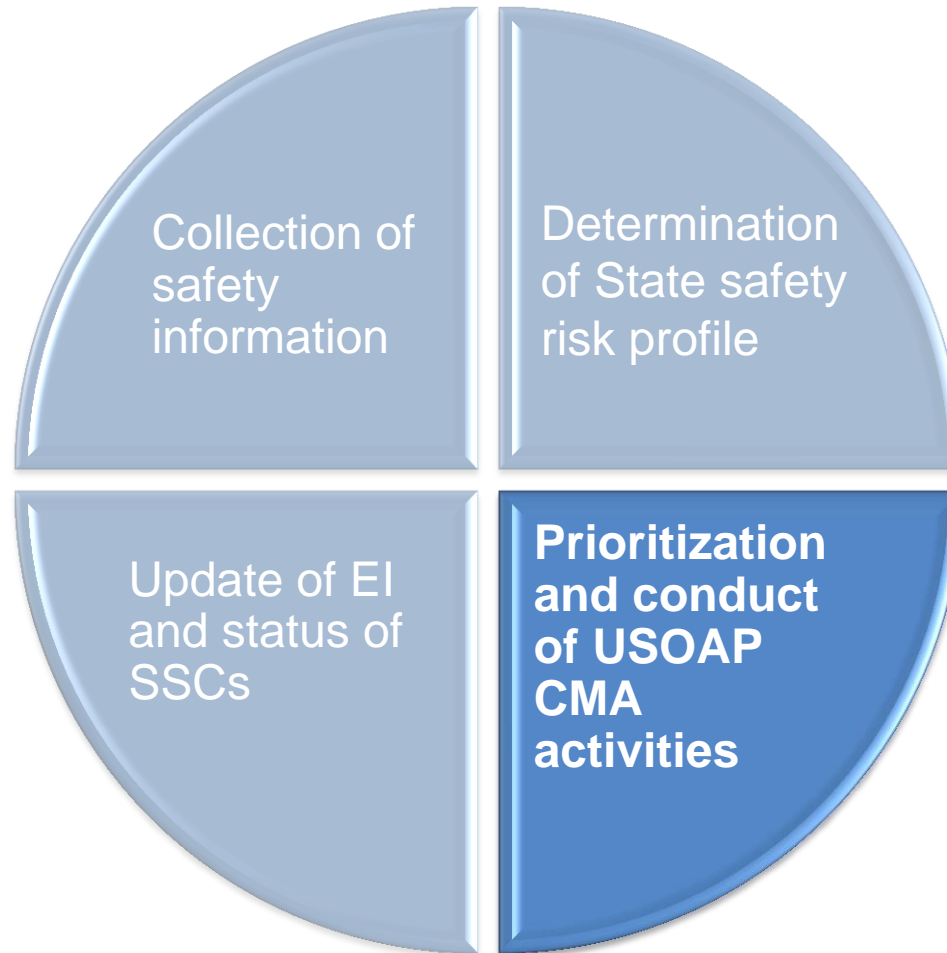 Collection of
safety
information
Determination
of State safety
risk profile
Update of EI
and status of
SSCs
Prioritization
and conduct
of USOAP
CMA
activities